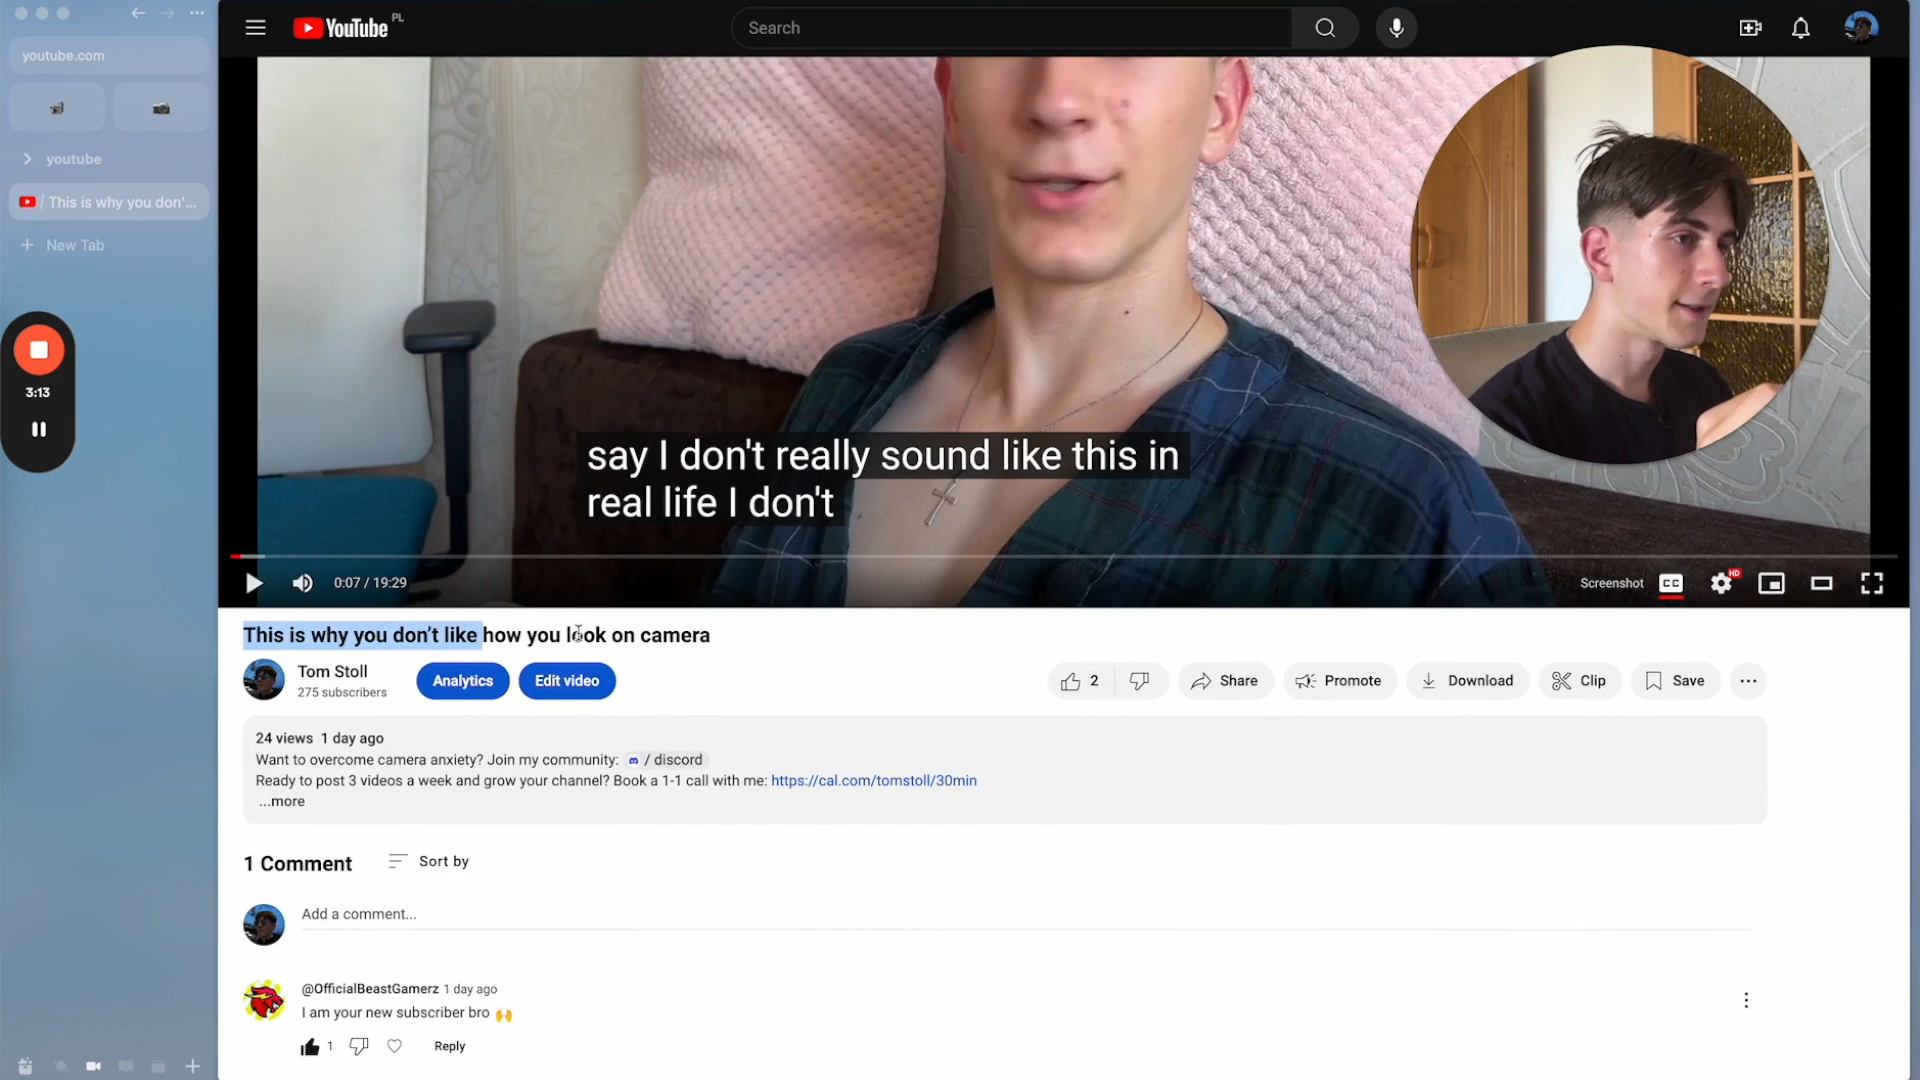 YouTube PL
Search
youtube.com
youtube
This is why you don'...
New Tab
3:13
say I don't really sound like this in
real life I don't
0:07 / 19:29
Screenshot
CC
HD
This is why you don't like how you look on camera
Tom Stoll
275 subscribers
Analytics
Edit video
2
Share
Promote
Download
Clip
Save
24 views 1 day ago
Want to overcome camera anxiety? Join my community: / discord
Ready to post 3 videos a week and grow your channel? Book a 1-1 call with me: https://cal.com/tomstoll/30min
...more
1 Comment
Sort by
Add a comment...
@OfficialBeastGamerz 1 day ago
I am your new subscriber bro 🙌
1
Reply